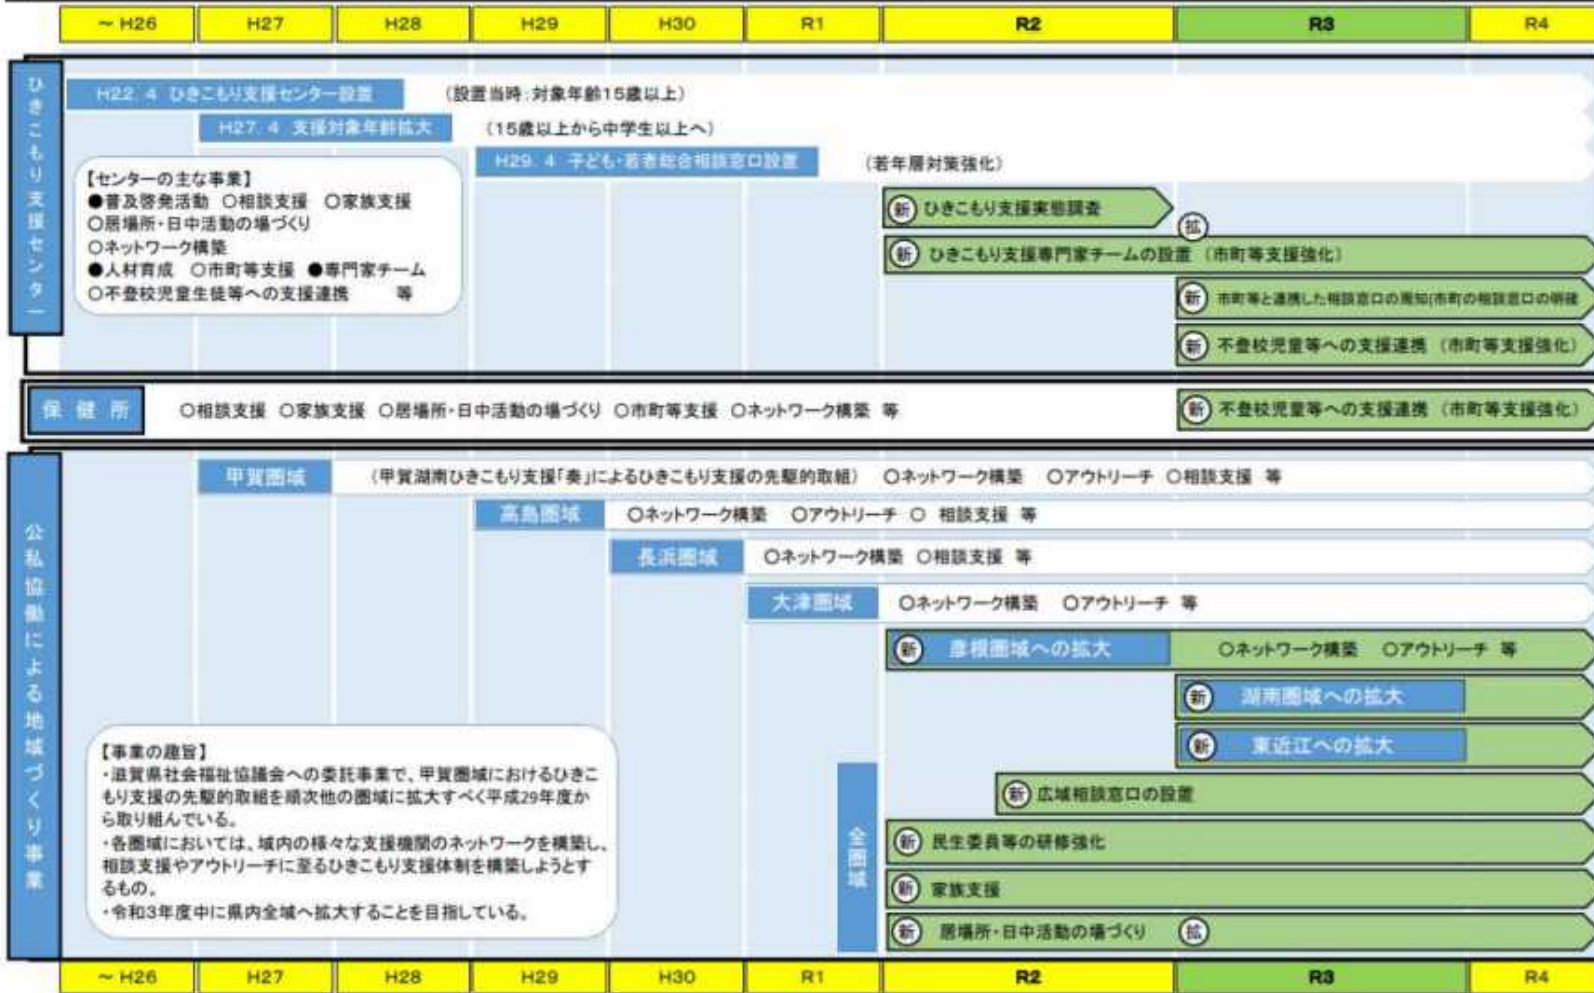 ～H26 H27 H28 H29 H30 R1 R2 R3 R4
ひきこもり支援センター
H22.4 ひきこもり支援センター設置 (設置当時:対象年齢15歳以上)
H27.4 支援対象年齢拡大 (15歳以上から中学生以上へ)
H29.4 子ども・若者総合相談窓口設置 (若年層対策強化)
【センターの主な事業】
●普及啓発活動 ○相談支援 ○家族支援
○居場所・日中活動の場づくり
○ネットワーク構築
●人材育成 ○市町等支援 ●専門家チーム
○不登校児童生徒等への支援連携 等
新 ひきこもり支援実態調査
拡
新 ひきこもり支援専門家チームの設置 (市町等支援強化)
新 市町等と連携した相談窓口の周知(市町の相談窓口の明確
新 不登校児童等への支援連携 (市町等支援強化)
保健所 ○相談支援 ○家族支援 ○居場所・日中活動の場づくり ○市町等支援 ○ネットワーク構築 等
新 不登校児童等への支援連携 (市町等支援強化)
公私協働による地域づくり事業
甲賀圏域 (甲賀湖南ひきこもり支援「奏」によるひきこもり支援の先駆的取組) ○ネットワーク構築 ○アウトリーチ ○相談支援 等
高島圏域 ○ネットワーク構築 ○アウトリーチ ○ 相談支援 等
長浜圏域 ○ネットワーク構築 ○相談支援 等
大津圏域 ○ネットワーク構築 ○アウトリーチ 等
新 彦根圏域への拡大 ○ネットワーク構築 ○アウトリーチ 等
新 湖南圏域への拡大
新 東近江への拡大
【事業の趣旨】
・滋賀県社会福祉協議会への委託事業で、甲賀圏域におけるひきこ
もり支援の先駆的取組を順次他の圏域に拡大すべく平成29年度か
ら取り組んでいる。
・各圏域においては、域内の様々な支援機関のネットワークを構築し、
相談支援やアウトリーチに至るひきこもり支援体制を構築しようとす
るもの。
・令和3年度中に県内全域へ拡大することを目指している。
全圏域
新 広域相談窓口の設置
新 民生委員等の研修強化
新 家族支援
新 居場所・日中活動の場づくり 拡
～H26 H27 H28 H29 H30 R1 R2 R3 R4